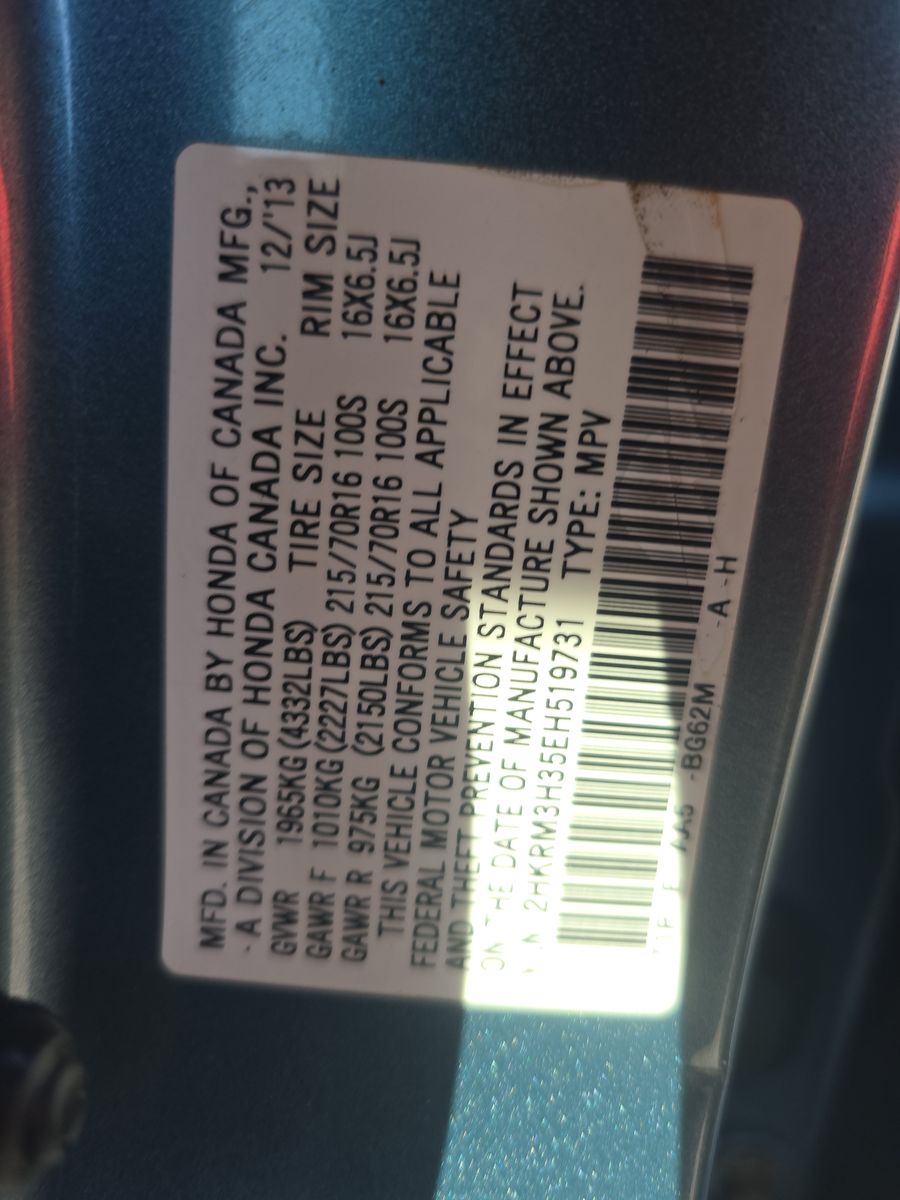 MFD. IN CANADA BY HONDA OF CANADA MFG.,
- A DIVISION OF HONDA CANADA INC. 12/'13
GVWR 1965KG (4332LBS) TIRE SIZE RIM SIZE
GAWR F 1010KG (2227LBS) 215/70R16 100S 16X6.5J
GAWR R 975KG (2150LBS) 215/70R16 100S 16X6.5J
THIS VEHICLE CONFORMS TO ALL APPLICABLE
FEDERAL MOTOR VEHICLE SAFETY
AND THEFT PREVENTION STANDARDS IN EFFECT
ON THE DATE OF MANUFACTURE SHOWN ABOVE.
2HKRM3H35EH519731 TYPE: MPV
-BG62M -A -H